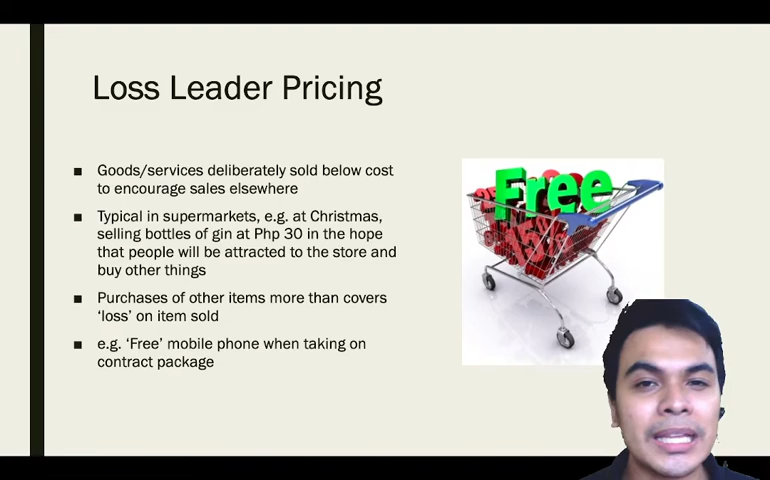 Loss Leader Pricing
■ Goods/services deliberately sold below cost
to encourage sales elsewhere
■ Typical in supermarkets, e.g. at Christmas,
selling bottles of gin at Php 30 in the hope
that people will be attracted to the store and
buy other things
■ Purchases of other items more than covers
‘loss’ on item sold
■ e.g. ‘Free’ mobile phone when taking on
contract package
Free
15%